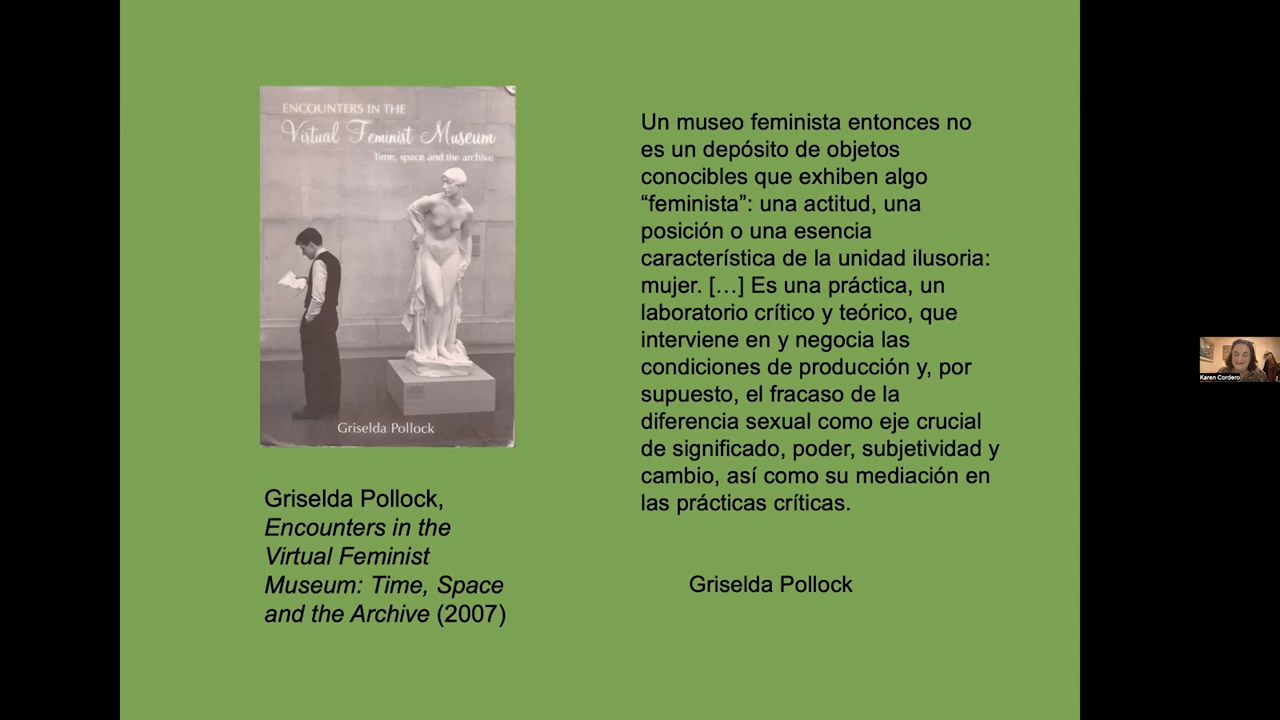 ENCOUNTERS IN THE
Virtual Feminist Museum
Time, space and the archive
Griselda Pollock
Griselda Pollock,
Encounters in the
Virtual Feminist
Museum: Time, Space
and the Archive (2007)
Un museo feminista entonces no
es un depósito de objetos
conocibles que exhiben algo
“feminista”: una actitud, una
posición o una esencia
característica de la unidad ilusoria:
mujer. […] Es una práctica, un
laboratorio crítico y teórico, que
interviene en y negocia las
condiciones de producción y, por
supuesto, el fracaso de la
diferencia sexual como eje crucial
de significado, poder, subjetividad y
cambio, así como su mediación en
las prácticas críticas.
Griselda Pollock
Karen Cordero